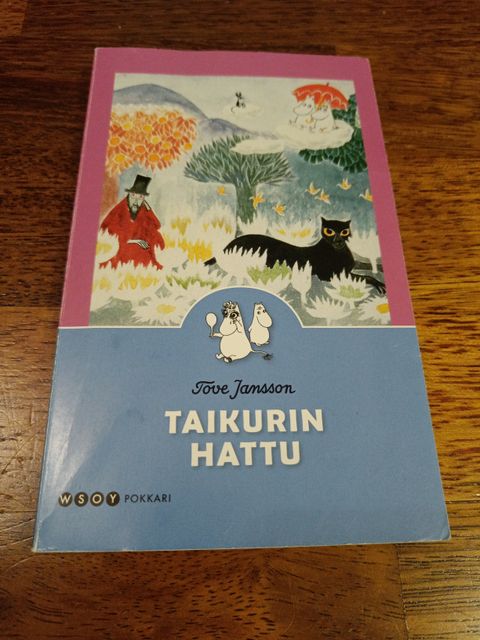 Tove Jansson
TAIKURIN
HATTU
WSOY POKKARI